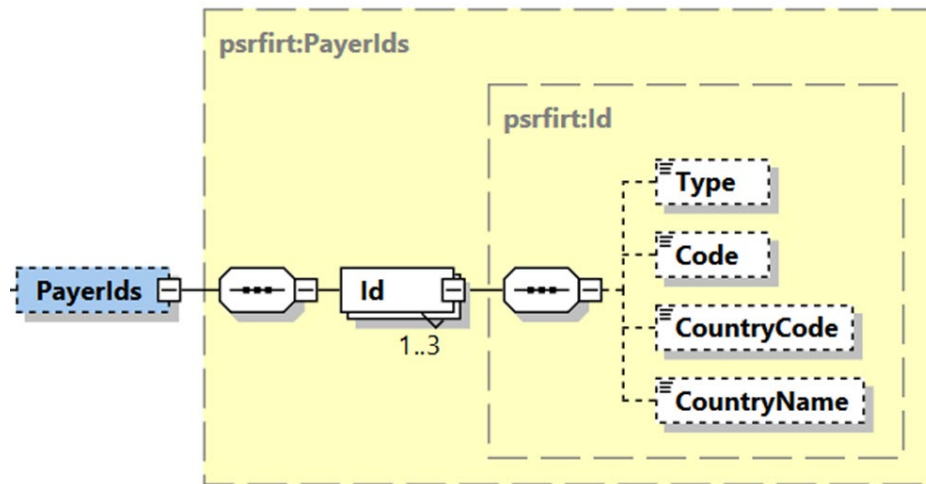 psrfirt:PayerIds
psrfirt:Id
Type
Code
PayerIds
Id
CountryCode
1..3
CountryName